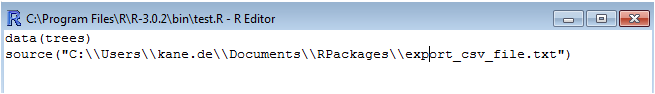 C:\Program Files\R\R-3.0.2\bin\test.R - R Editor
data(trees)
source("C:\\Users\\kane.de\\Documents\\RPackages\\export_csv_file.txt")